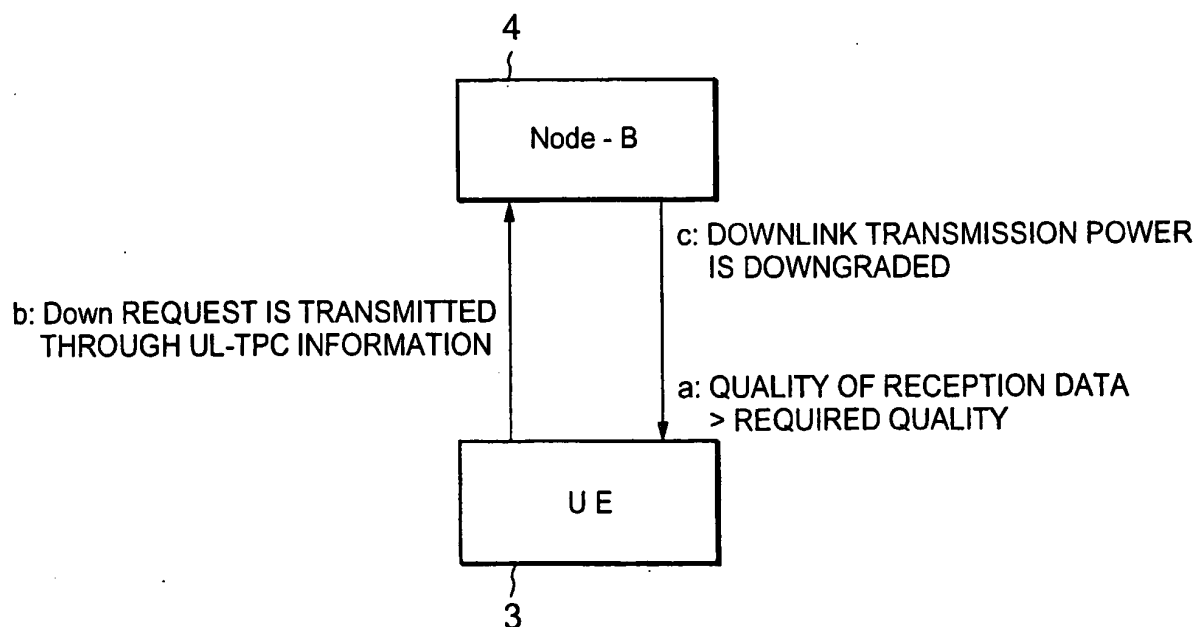 4
Node - B
c: DOWNLINK TRANSMISSION POWER
IS DOWNGRADED
b: Down REQUEST IS TRANSMITTED
THROUGH UL-TPC INFORMATION
a: QUALITY OF RECEPTION DATA
> REQUIRED QUALITY
U E
3